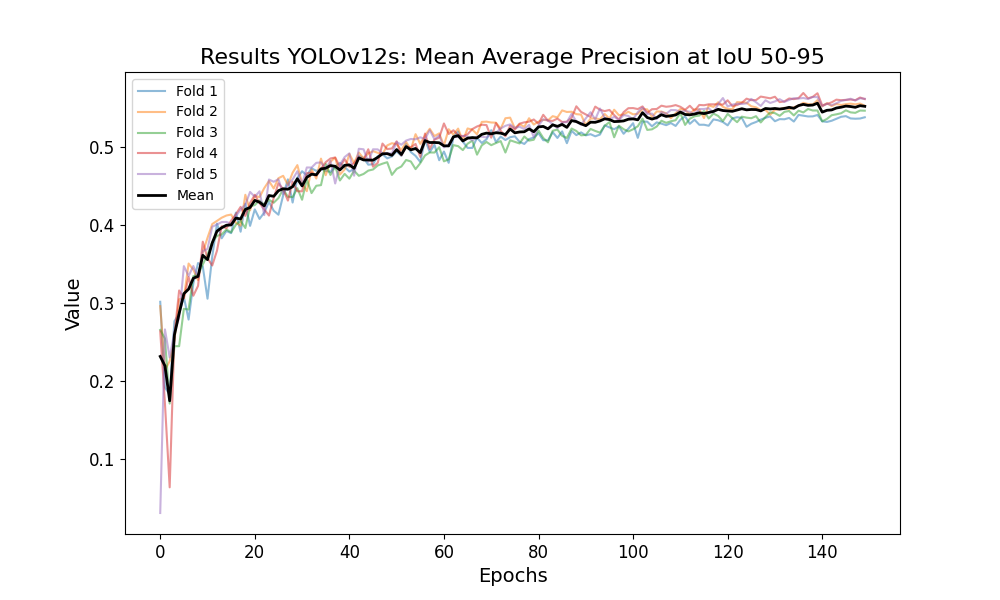 Results YOLOv12s: Mean Average Precision at IoU 50-95
Fold 1
Fold 2
Fold 3
Fold 4
Fold 5
Mean
Value
0.5
0.4
0.3
0.2
0.1
0 20 40 60 80 100 120 140
Epochs